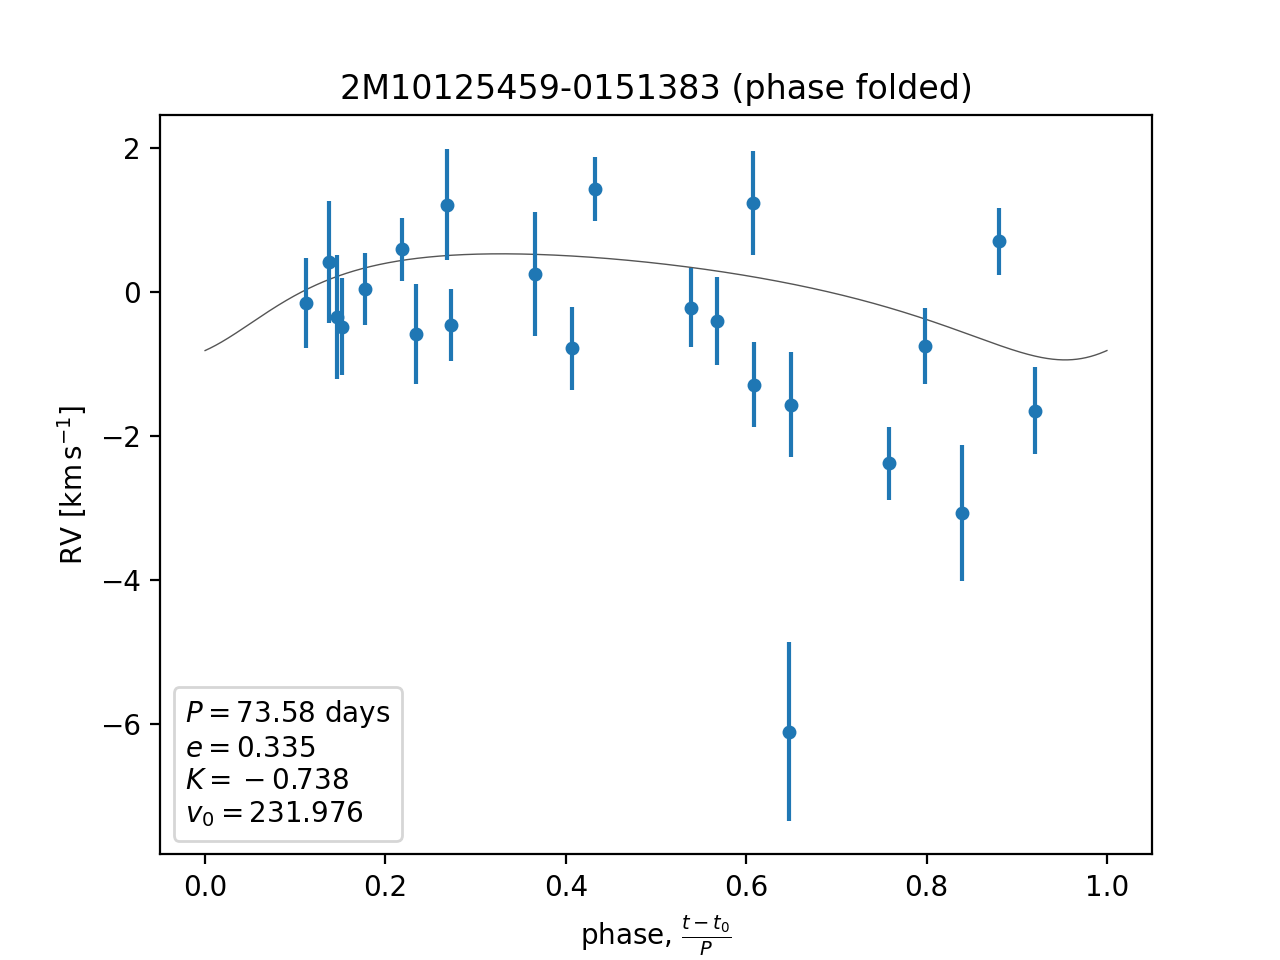 2M10125459-0151383 (phase folded)
2
0
−2
−4
−6
RV [km s⁻¹]
P = 73.58 days
e = 0.335
K = −0.738
v₀ = 231.976
0.0 0.2 0.4 0.6 0.8 1.0
phase, (t − t₀)/P